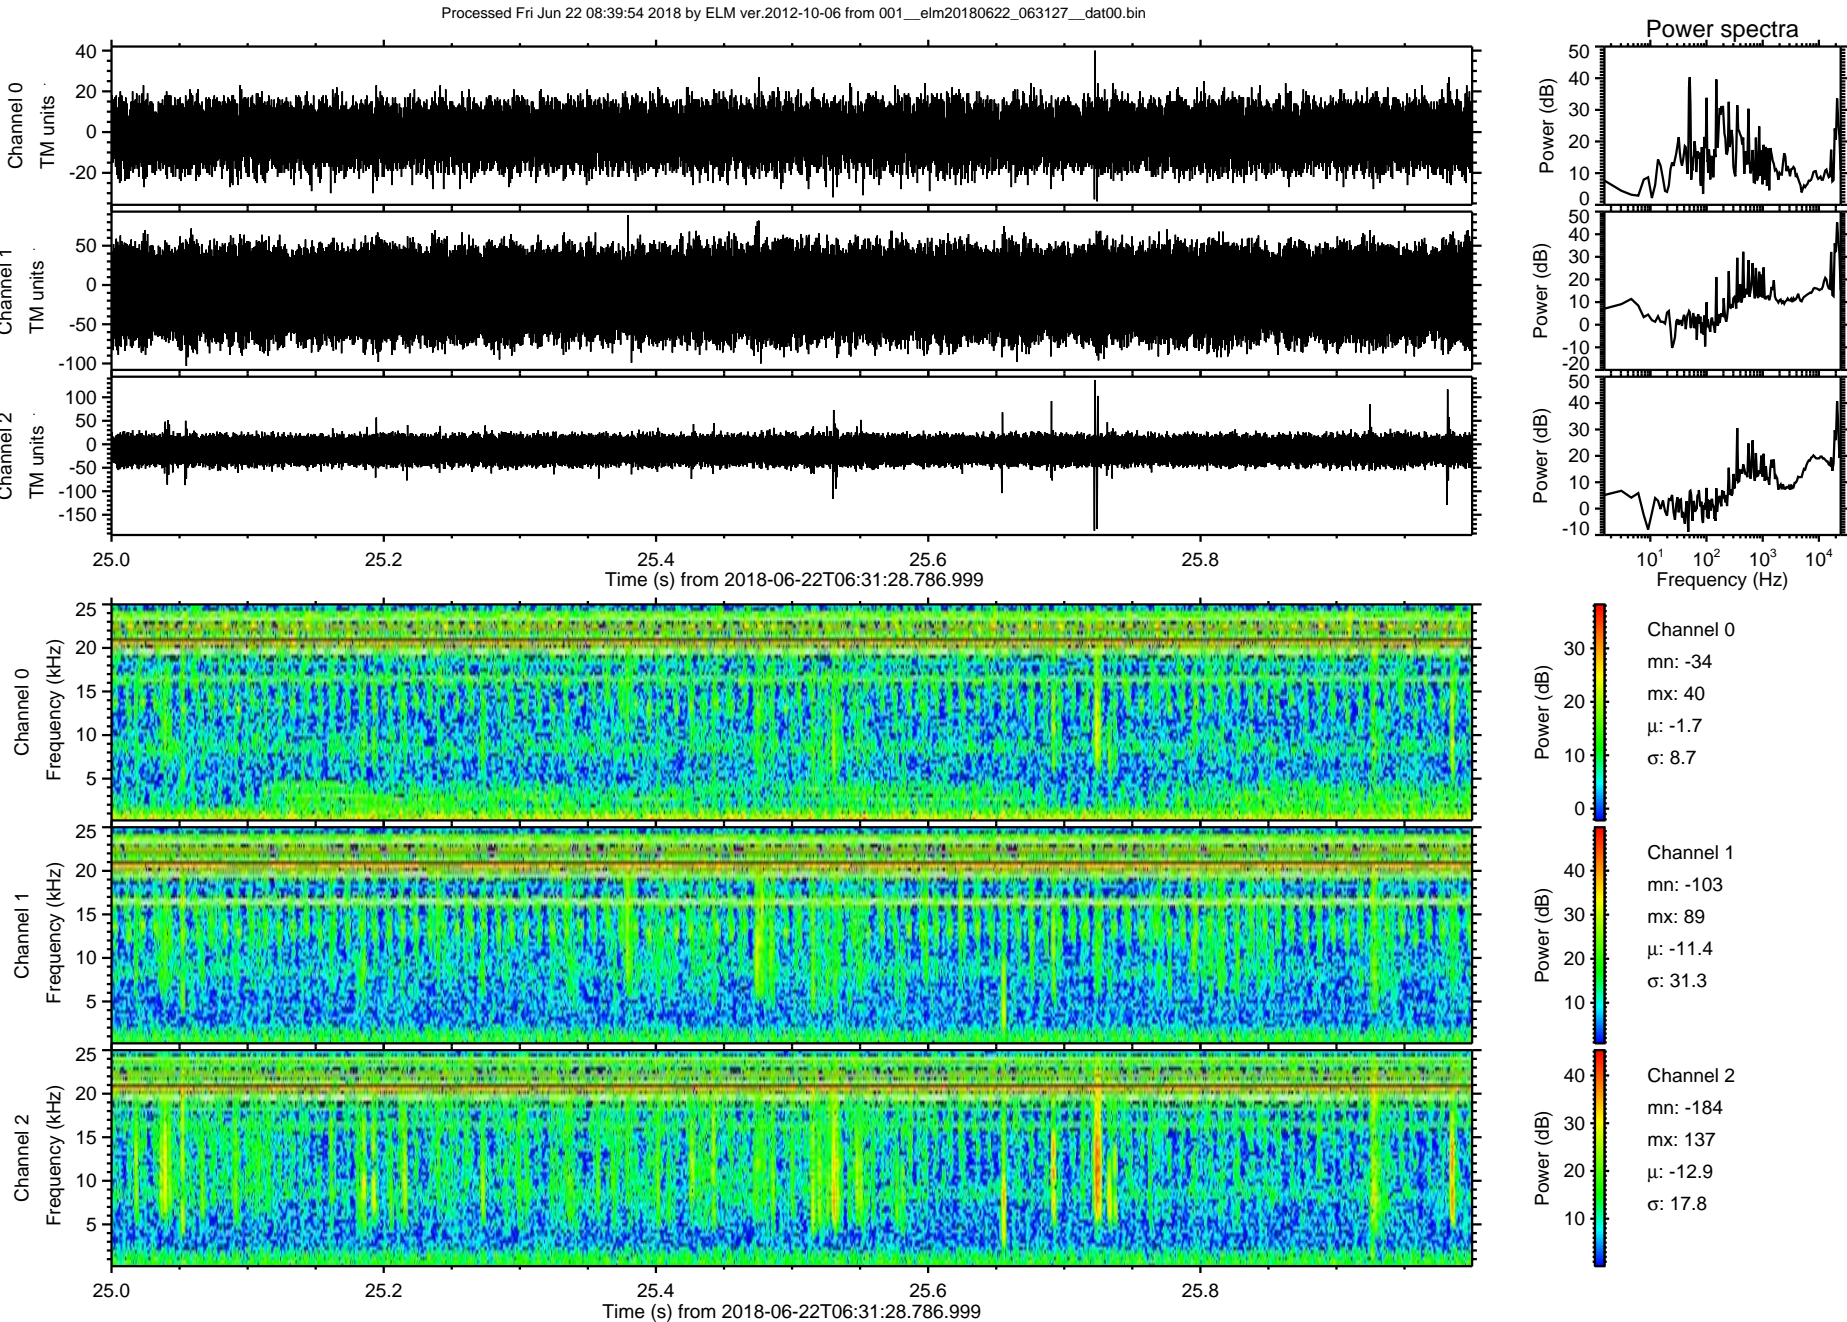 Processed Fri Jun 22 08:39:54 2018 by ELM ver.2012-10-06 from 001__elm20180622_063127__dat00.bin
Power spectra
Channel 0
TM units
40
20
0
-20
Power (dB)
50
40
30
20
10
0
Channel 1
TM units
50
0
-50
-100
Power (dB)
50
40
30
20
10
0
-10
-20
Channel 2
TM units
100
50
0
-50
-100
-150
Power (dB)
50
40
30
20
10
0
-10
25.0 25.2 25.4 25.6 25.8
Time (s) from 2018-06-22T06:31:28.786.999
10^1 10^2 10^3 10^4
Frequency (Hz)
Channel 0
Frequency (kHz)
25
20
15
10
5
Power (dB)
30
20
10
0
Channel 0
mn: -34
mx: 40
μ: -1.7
σ: 8.7
Channel 1
Frequency (kHz)
25
20
15
10
5
Power (dB)
40
30
20
10
Channel 1
mn: -103
mx: 89
μ: -11.4
σ: 31.3
Channel 2
Frequency (kHz)
25
20
15
10
5
Power (dB)
40
30
20
10
Channel 2
mn: -184
mx: 137
μ: -12.9
σ: 17.8
25.0 25.2 25.4 25.6 25.8
Time (s) from 2018-06-22T06:31:28.786.999